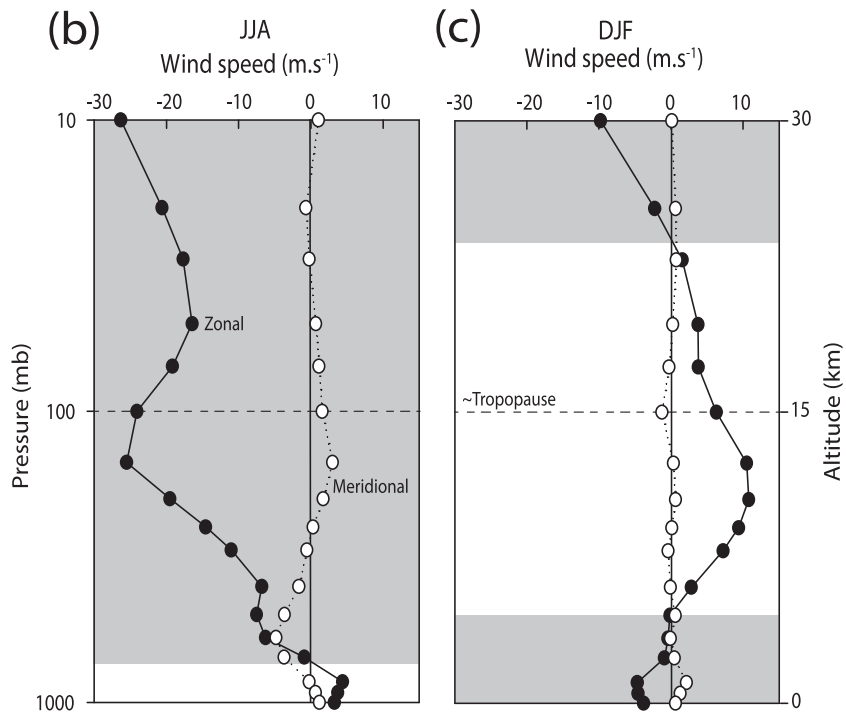 (b)
JJA
Wind speed (m.s-1)
-30 -20 -10 0 10
10
100
1000
Pressure (mb)
Zonal
Meridional
(c)
DJF
Wind speed (m.s-1)
-30 -20 -10 0 10
~Tropopause
30
15
0
Altitude (km)